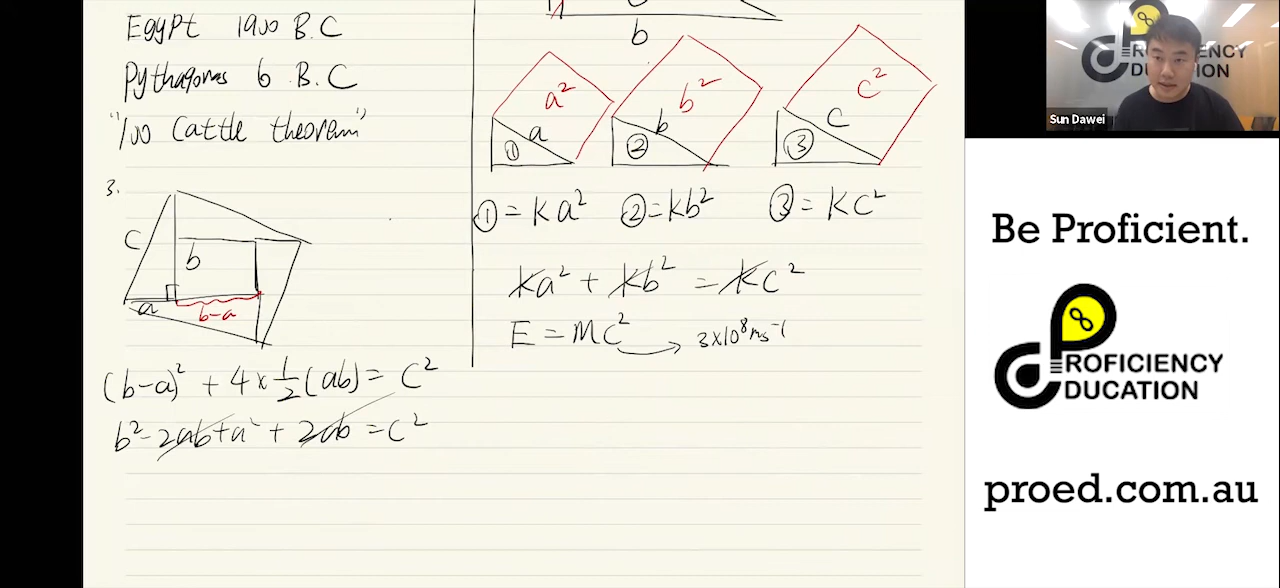 Egypt 1900 B.C
Pythagoras 6 B.C
"100 Cattle theorem"
3.
C
b
a
b-a
(b-a)² + 4 × 1/2 (ab) = C²
b² - 2ab + a² + 2ab = C²
b
a²
b²
c²
a
b
c
①
②
③
① = ka²
② = kb²
③ = kc²
ka² + kb² = kc²
E = MC²
3×10⁸ms⁻¹
PROFICIENCY
EDUCATION
Sun Dawei
Be Proficient.
PROFICIENCY
EDUCATION
proed.com.au